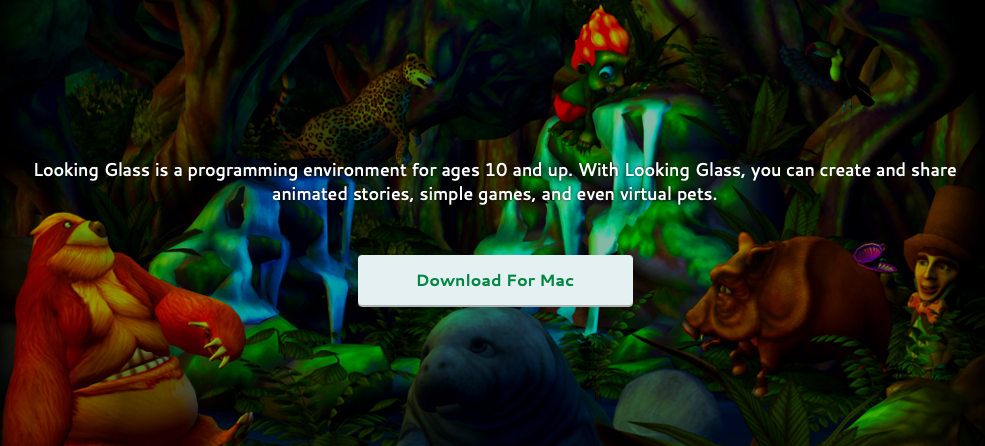 Looking Glass is a programming environment for ages 10 and up. With Looking Glass, you can create and share
animated stories, simple games, and even virtual pets.
Download For Mac